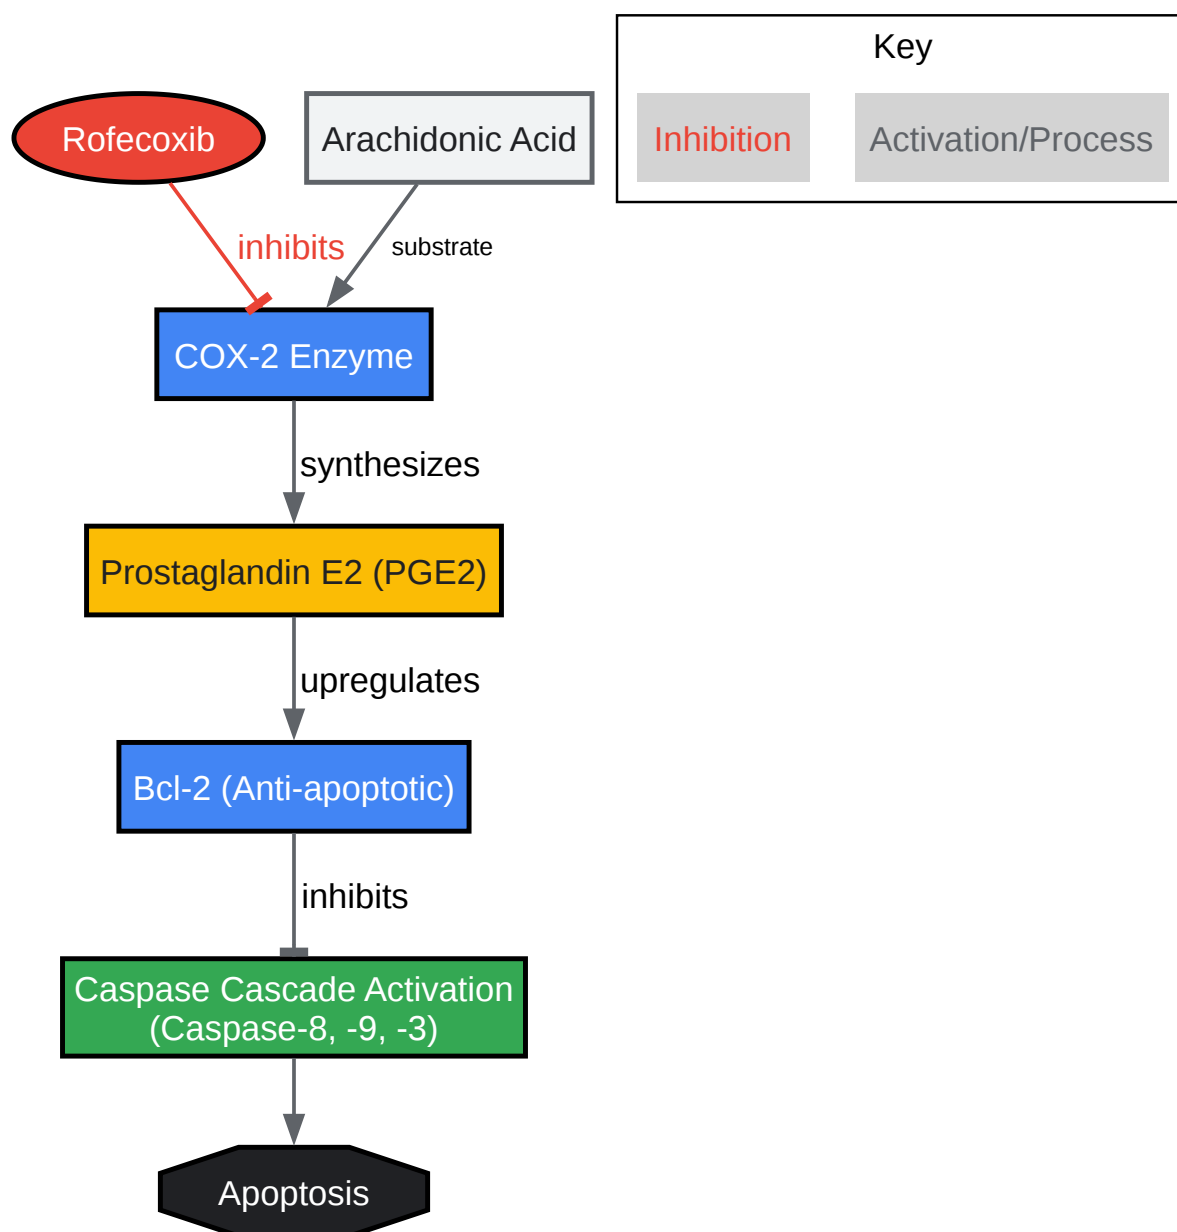 Key
Rofecoxib
Arachidonic Acid
Inhibition
Activation/Process
inhibits
substrate
COX-2 Enzyme
synthesizes
Prostaglandin E2 (PGE2)
upregulates
Bcl-2 (Anti-apoptotic)
inhibits
Caspase Cascade Activation
(Caspase-8, -9, -3)
Apoptosis